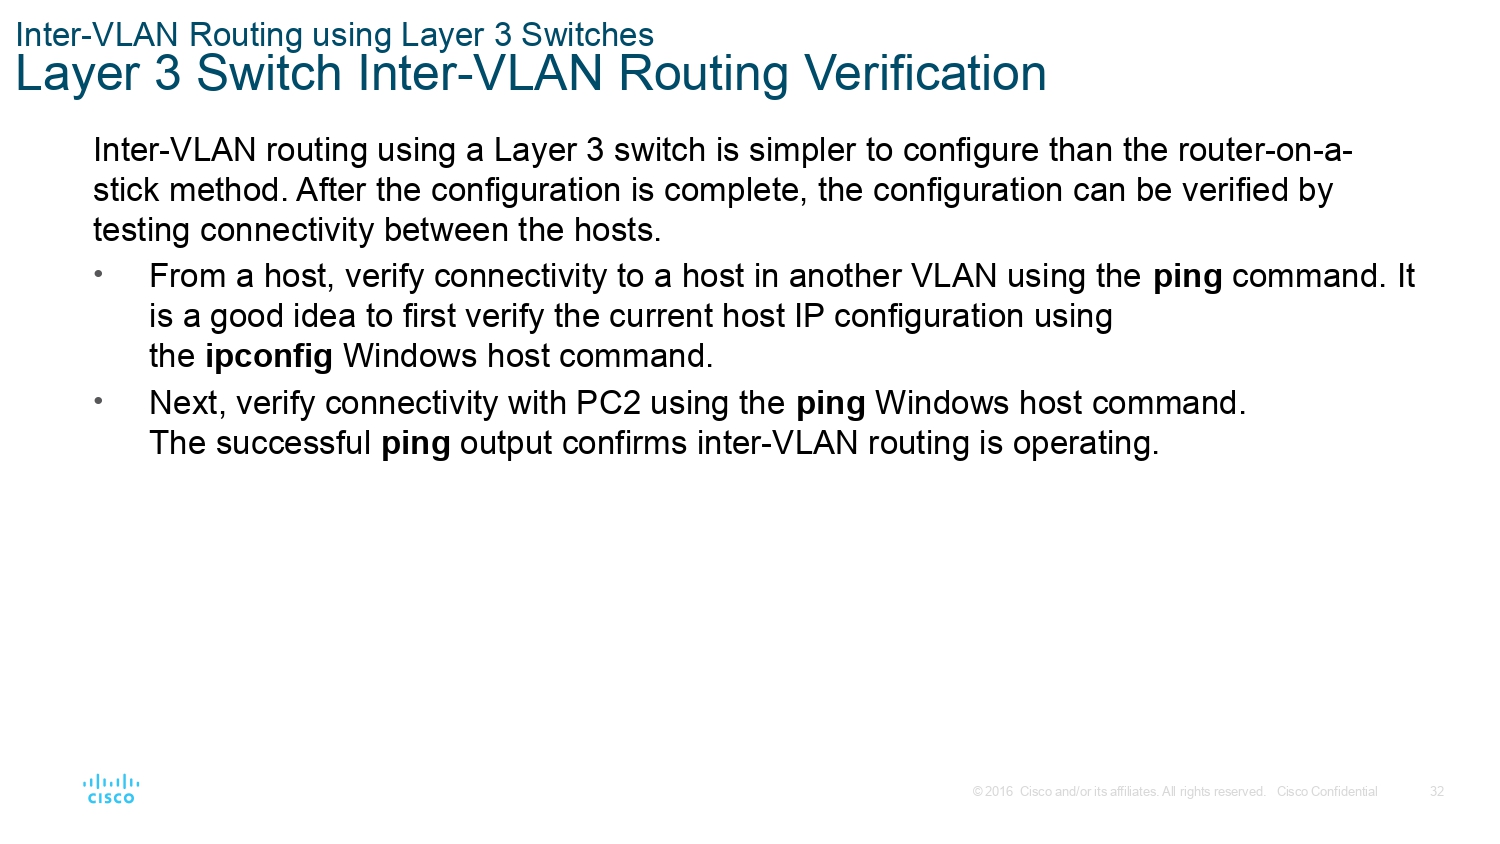 Inter-VLAN Routing using Layer 3 Switches
Layer 3 Switch Inter-VLAN Routing Verification
Inter-VLAN routing using a Layer 3 switch is simpler to configure than the router-on-a-
stick method. After the configuration is complete, the configuration can be verified by
testing connectivity between the hosts.
• From a host, verify connectivity to a host in another VLAN using the ping command. It
is a good idea to first verify the current host IP configuration using
the ipconfig Windows host command.
• Next, verify connectivity with PC2 using the ping Windows host command.
The successful ping output confirms inter-VLAN routing is operating.
CISCO
© 2016 Cisco and/or its affiliates. All rights reserved. Cisco Confidential 32